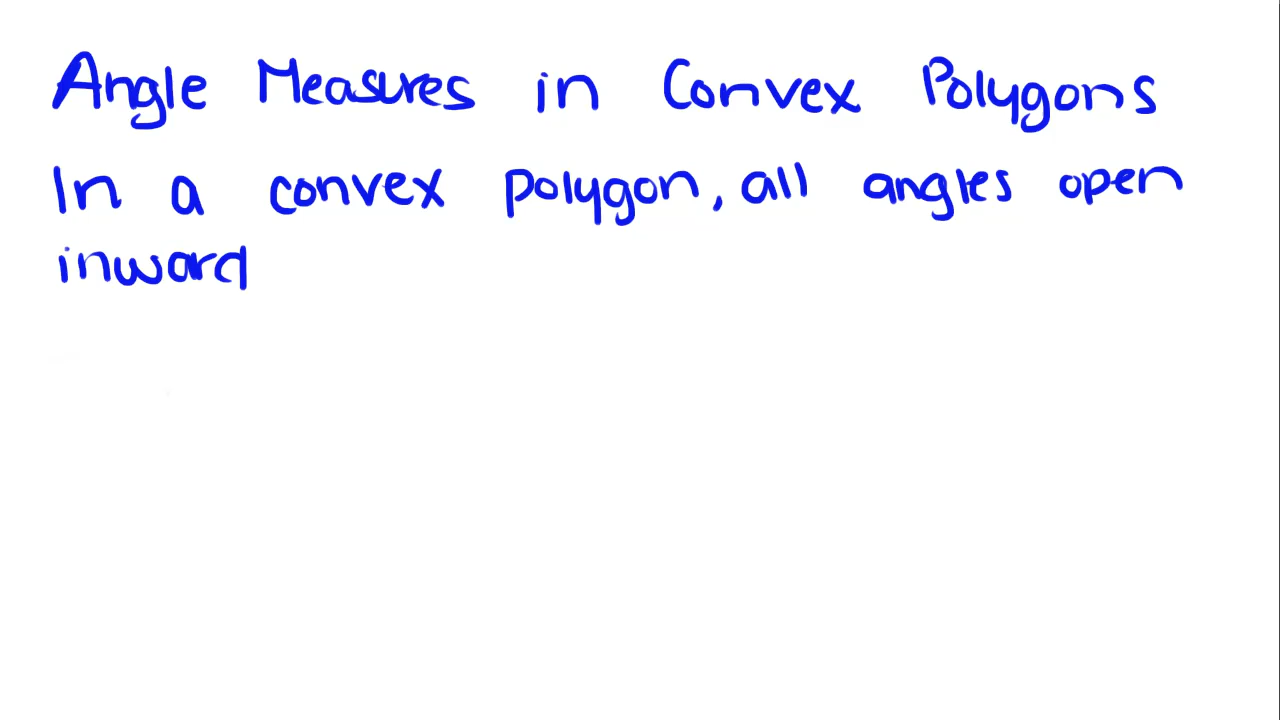 Angle Measures in Convex Polygons
In a convex polygon, all angles open
inward